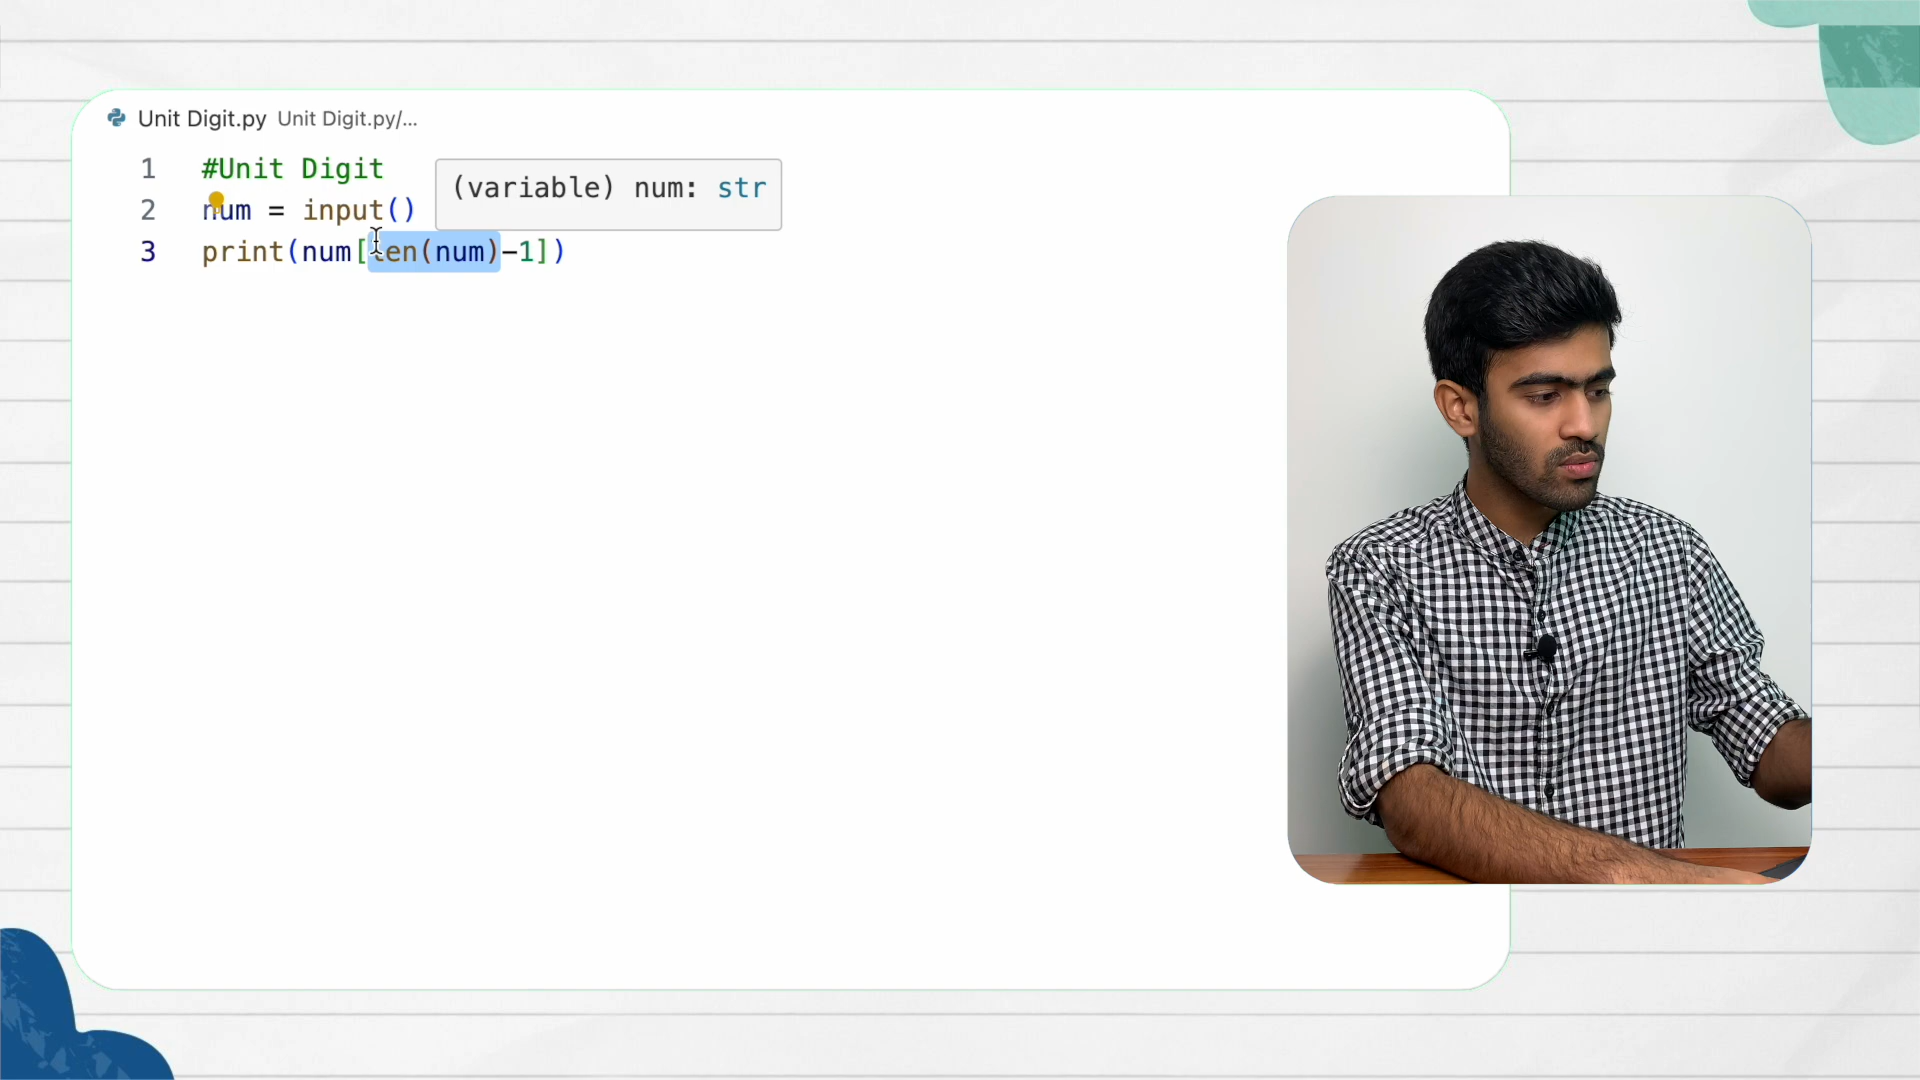 Unit Digit.py Unit Digit.py/...
1 #Unit Digit
(variable) num: str
2 num = input()
3 print(num[len(num)-1])